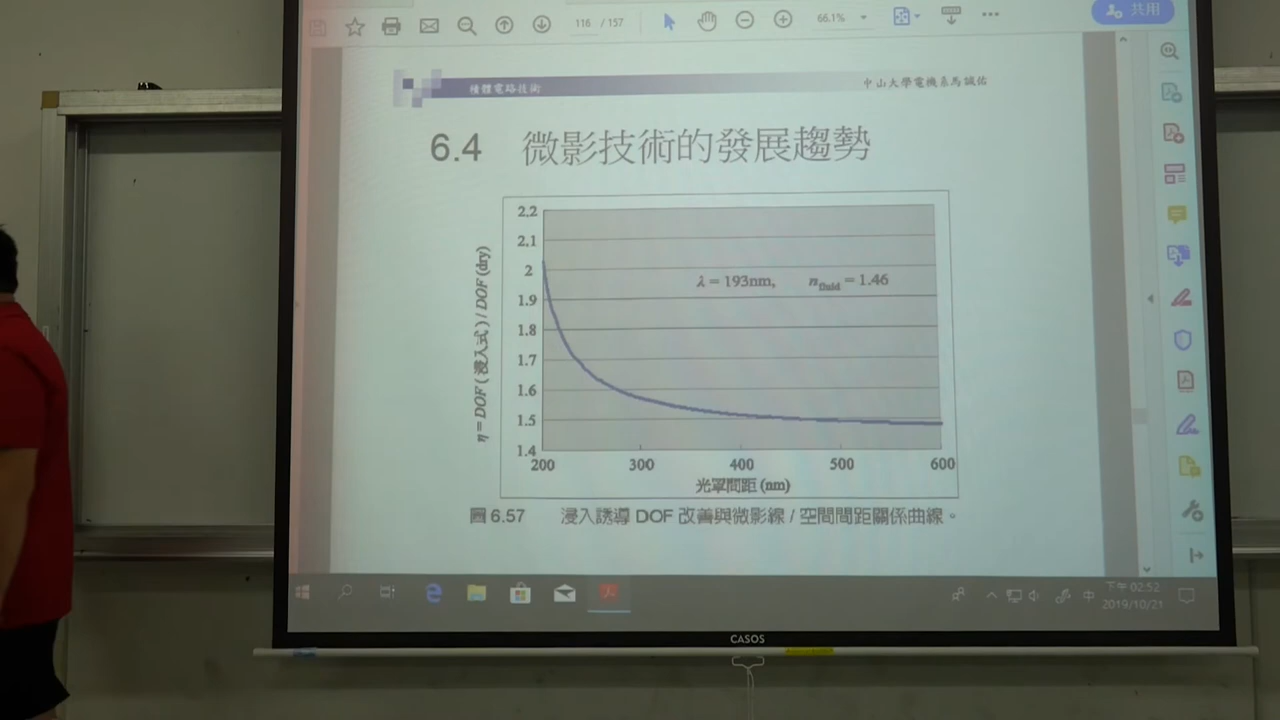 116 / 157
66.1%
共用
積體電路技術
中山大學電機系馬誠佑
6.4 微影技術的發展趨勢
η = DOF (浸入式) / DOF (dry)
2.2
2.1
2
1.9
1.8
1.7
1.6
1.5
1.4
λ = 193nm, nfluid = 1.46
200 300 400 500 600
光罩間距 (nm)
圖 6.57 浸入誘導 DOF 改善與微影線 / 空間間距關係曲線。
中
下午 02:52
2019/10/21
CASOS